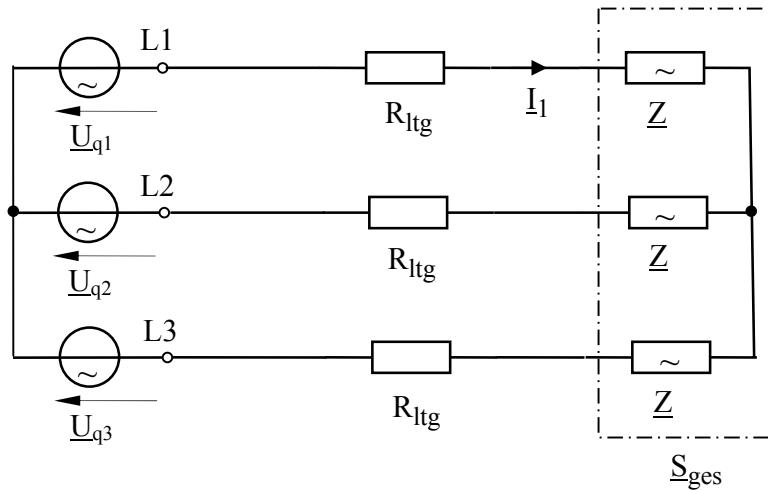 L1
~
R_ltg
I_1
~
Z
U_q1
L2
~
R_ltg
~
Z
U_q2
L3
~
R_ltg
~
Z
U_q3
S_ges